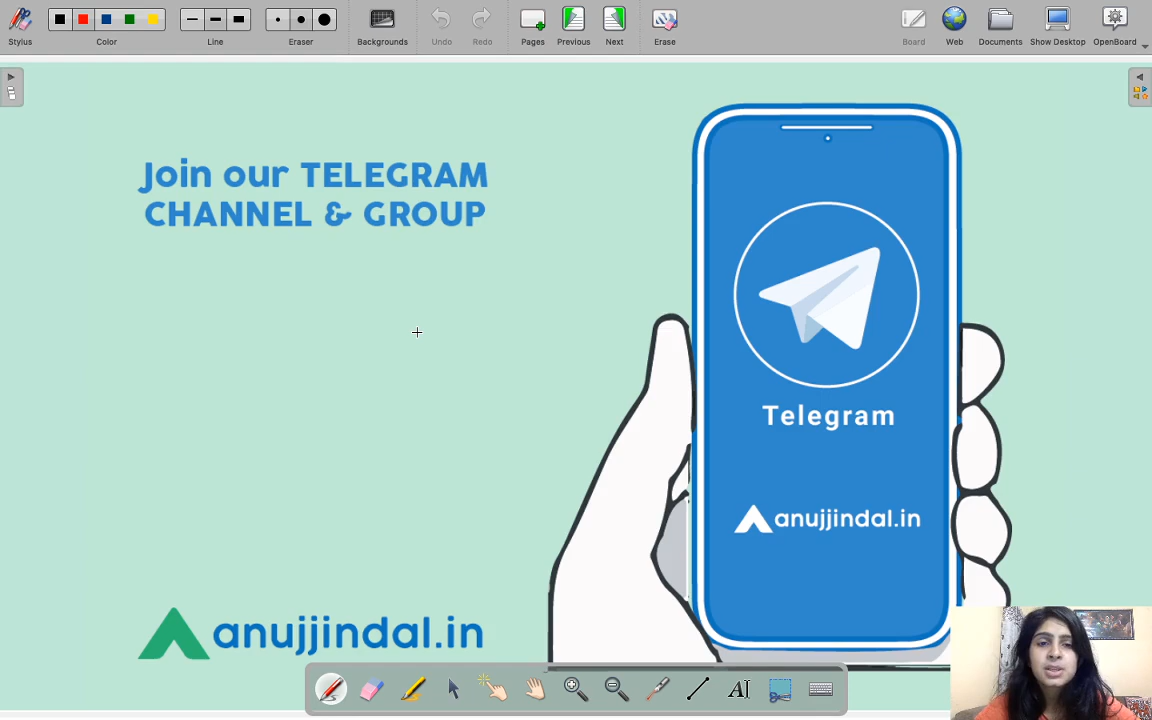 Stylus
Color
Line
Eraser
Backgrounds
Undo
Redo
Pages
Previous
Next
Erase
Board
Web
Documents
Show Desktop
OpenBoard
Join our TELEGRAM
CHANNEL & GROUP
Telegram
anujjindal.in
anujjindal.in
AI